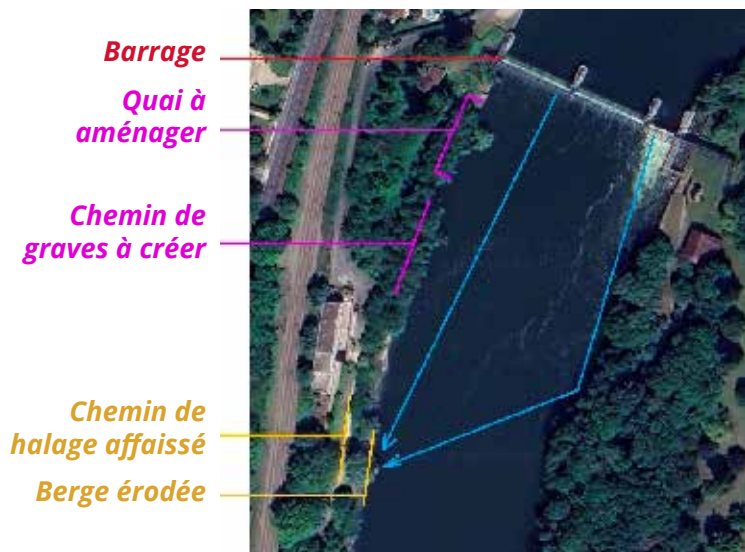 Barrage
Quai à
aménager
Chemin de
graves à créer
Chemin de
halage affaissé
Berge érodée